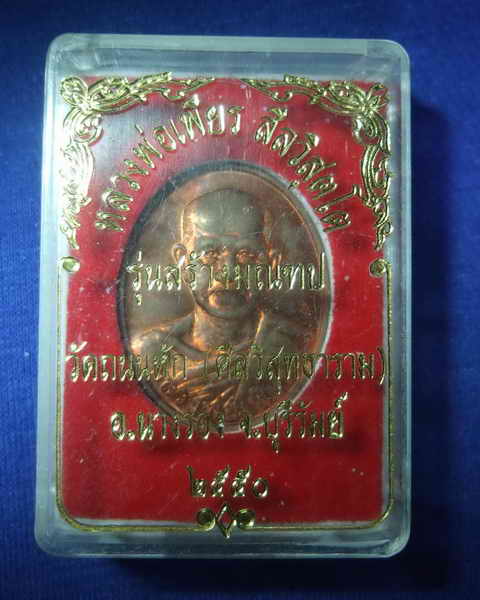 หลวงพ่อเพียร สีลวิสุตโต
รุ่นสร้างมณฑป
วัดถนนหัก (ศีลวิสุทธาราม)
อ.นางรอง จ.บุรีรัมย์
๒๕๕๐